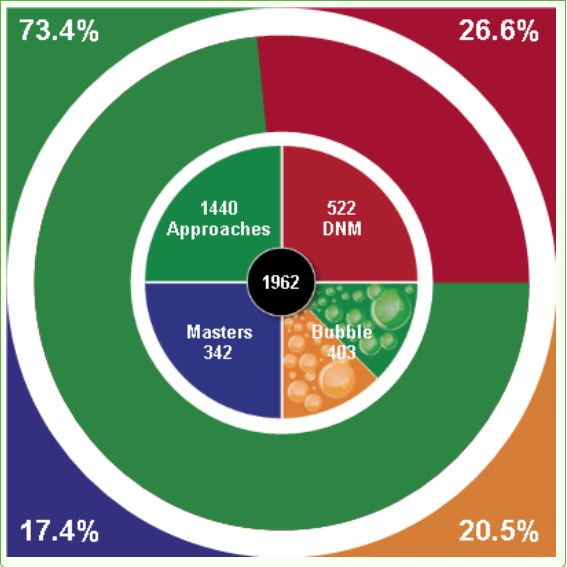 73.4%
26.6%
1440
Approaches
522
DNM
1962
Masters
342
Bubble
403
17.4%
20.5%